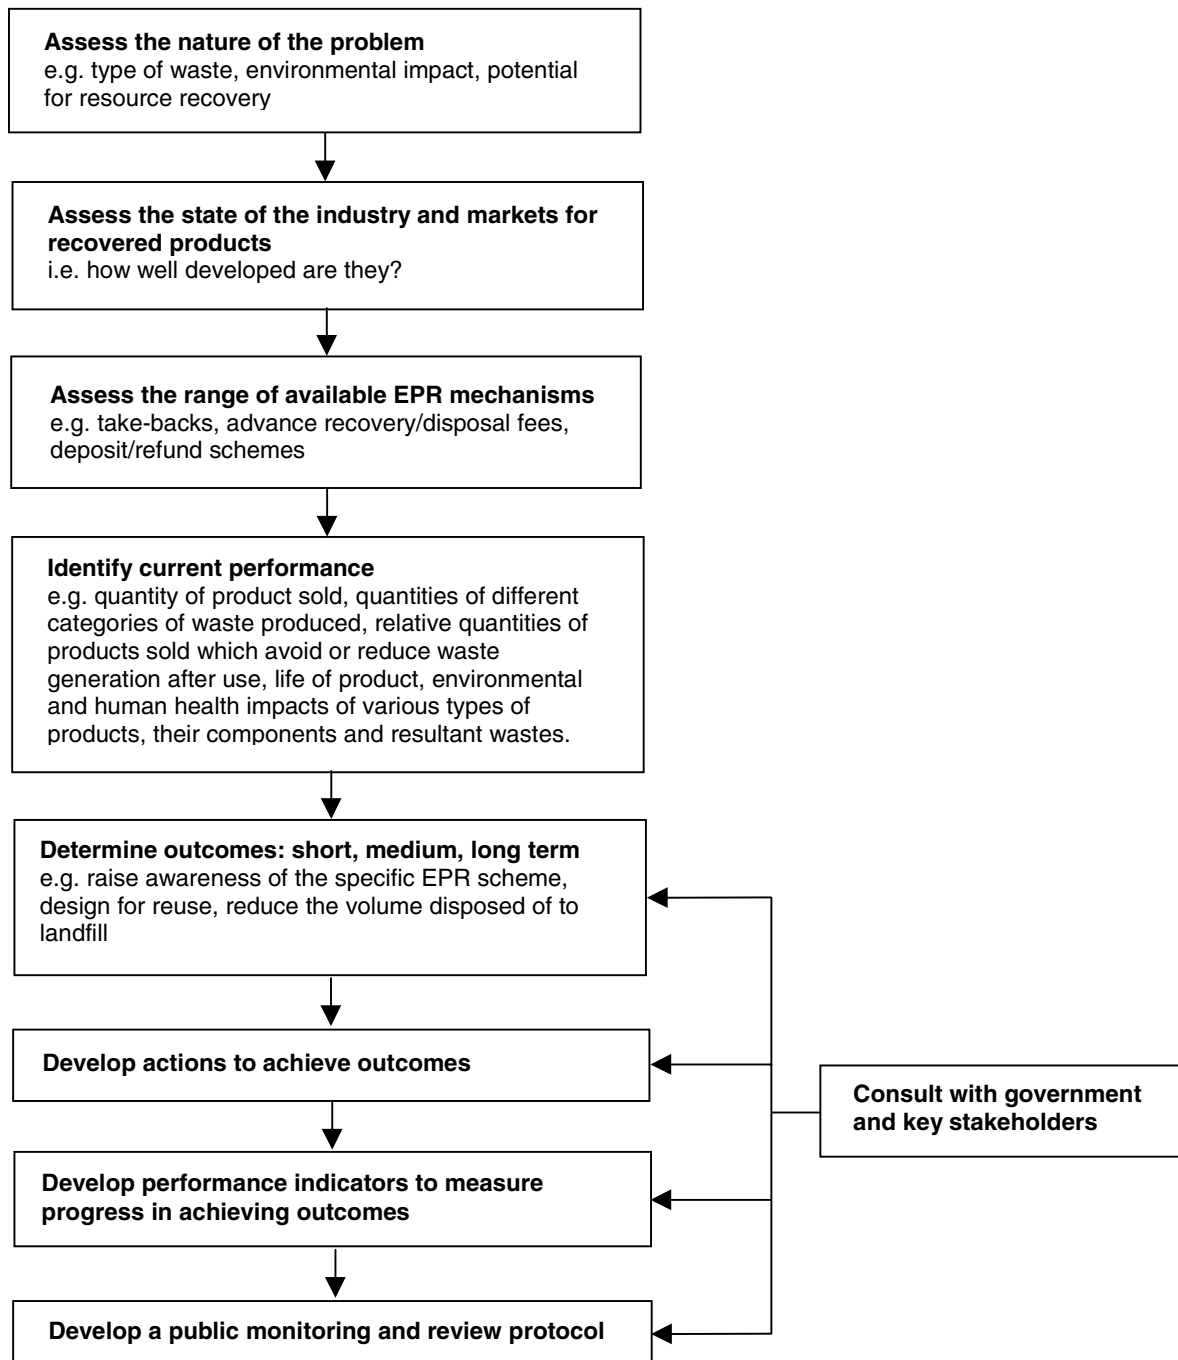 Assess the nature of the problem
e.g. type of waste, environmental impact, potential
for resource recovery
Assess the state of the industry and markets for
recovered products
i.e. how well developed are they?
Assess the range of available EPR mechanisms
e.g. take-backs, advance recovery/disposal fees,
deposit/refund schemes
Identify current performance
e.g. quantity of product sold, quantities of different
categories of waste produced, relative quantities of
products sold which avoid or reduce waste
generation after use, life of product, environmental
and human health impacts of various types of
products, their components and resultant wastes.
Determine outcomes: short, medium, long term
e.g. raise awareness of the specific EPR scheme,
design for reuse, reduce the volume disposed of to
landfill
Develop actions to achieve outcomes
Consult with government
and key stakeholders
Develop performance indicators to measure
progress in achieving outcomes
Develop a public monitoring and review protocol